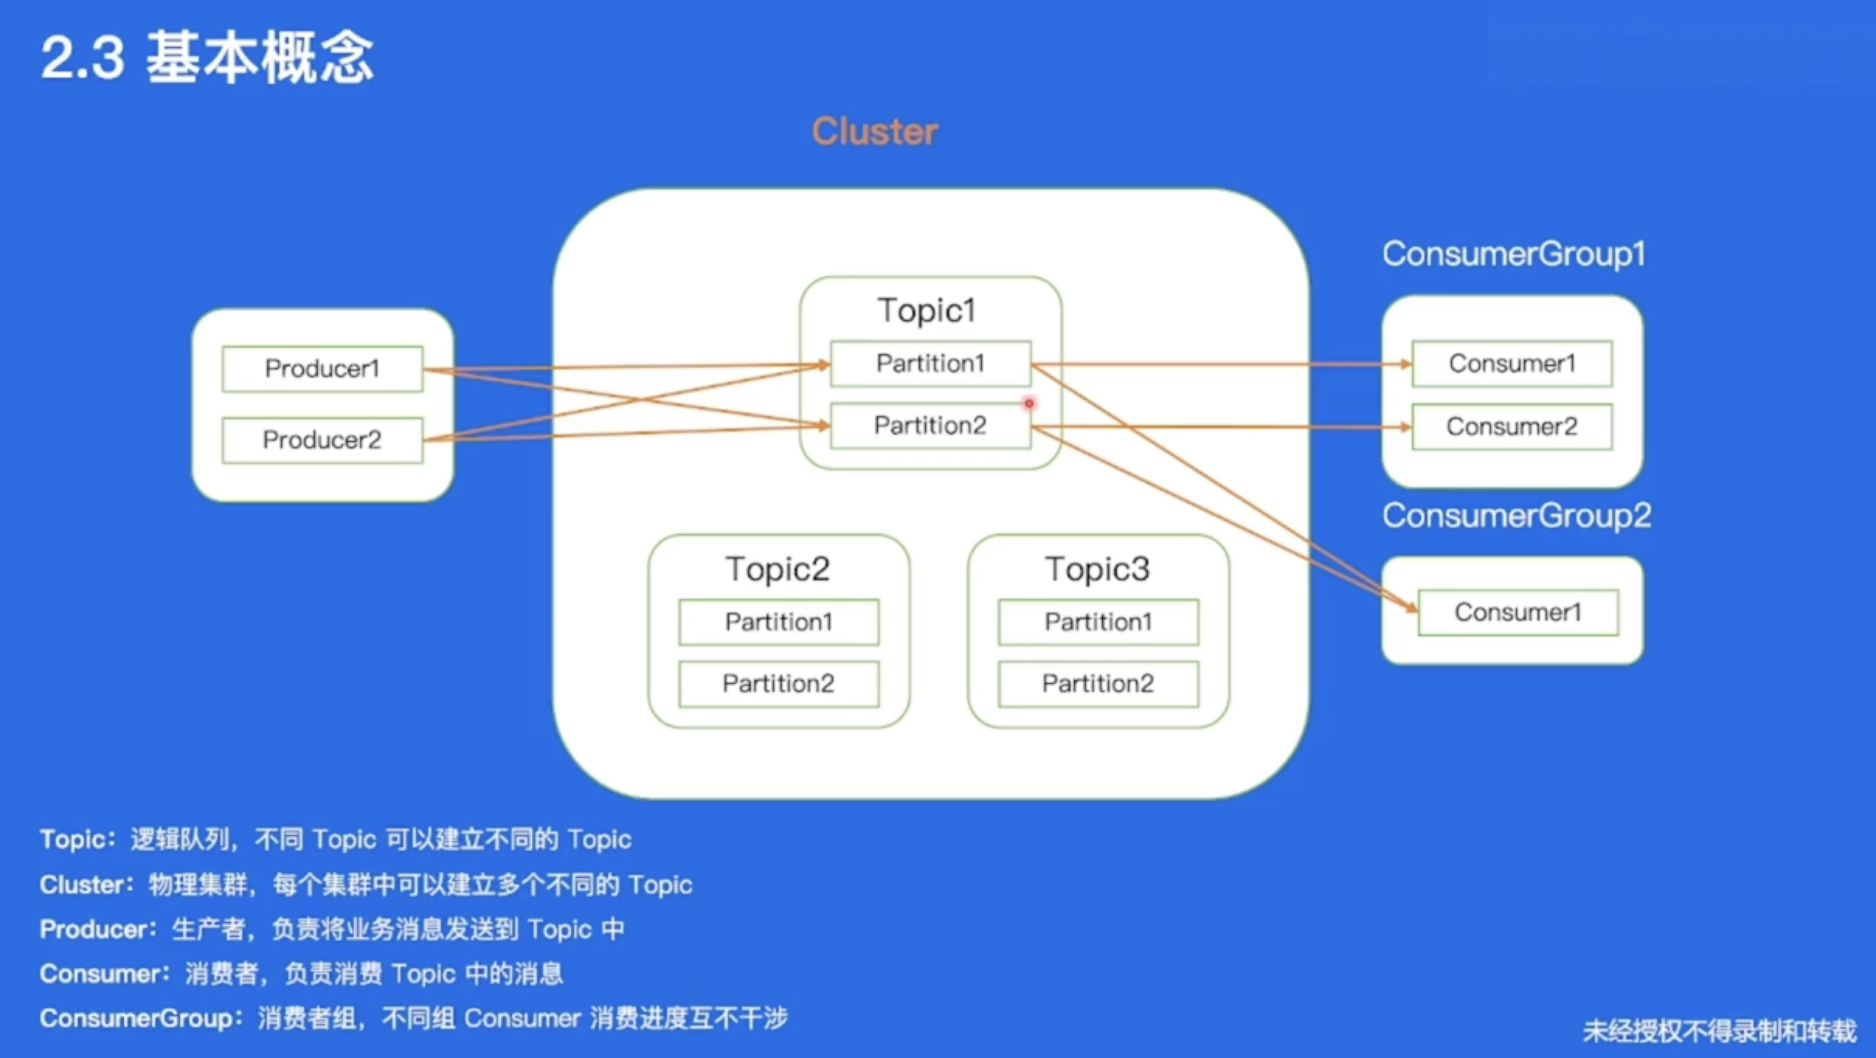 2.3 基本概念
Cluster
ConsumerGroup1
Topic1
Producer1
Partition1
Consumer1
Producer2
Partition2
Consumer2
ConsumerGroup2
Topic2
Topic3
Consumer1
Partition1
Partition1
Partition2
Partition2
Topic：逻辑队列，不同 Topic 可以建立不同的 Topic
Cluster：物理集群，每个集群中可以建立多个不同的 Topic
Producer：生产者，负责将业务消息发送到 Topic 中
Consumer：消费者，负责消费 Topic 中的消息
ConsumerGroup：消费者组，不同组 Consumer 消费进度互不干涉
未经授权不得录制和转载